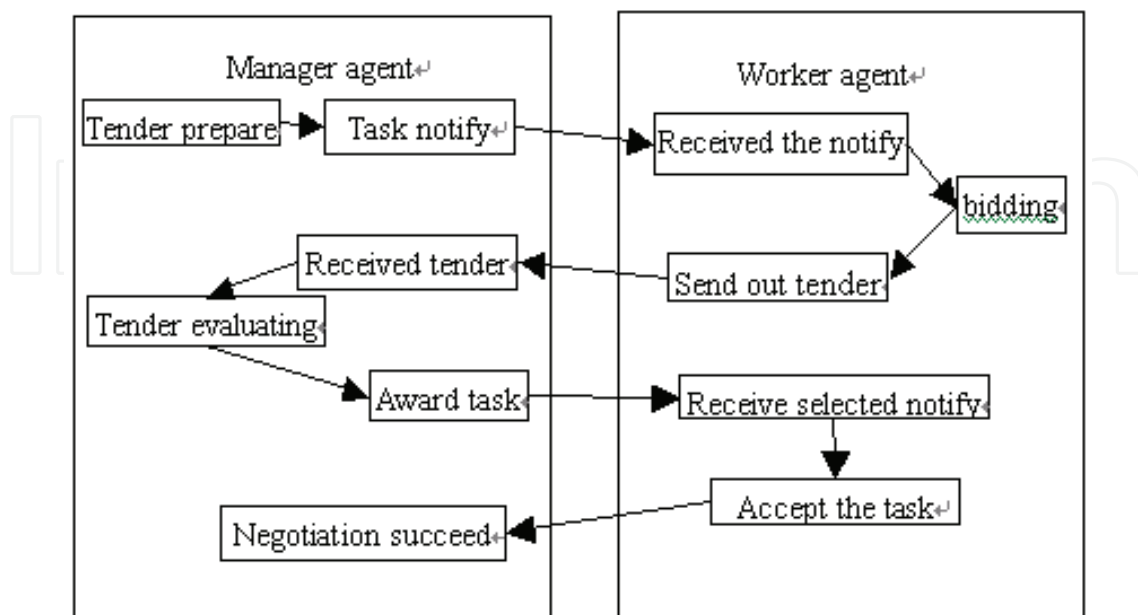 Manager agent
Worker agent
Tender prepare
Task notify
Received the notify
bidding
Received tender
Send out tender
Tender evaluating
Award task
Receive selected notify
Accept the task
Negotiation succeed